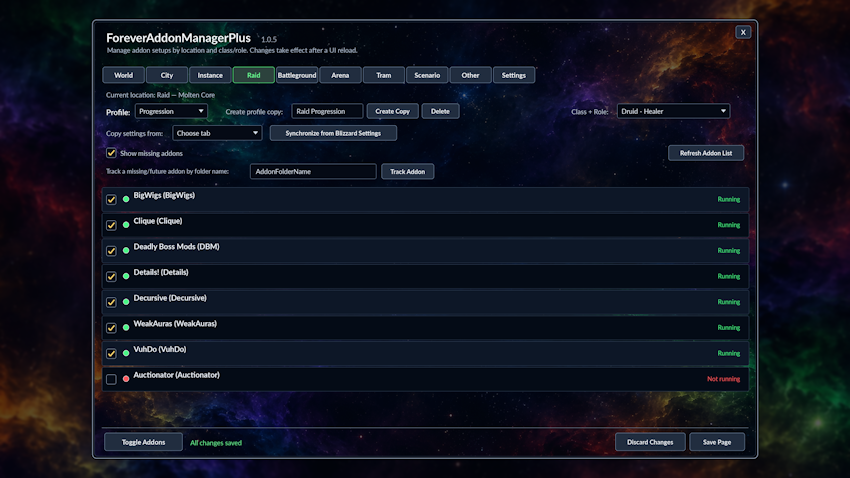 ForeverAddonManagerPlus 1.0.5
X
Manage addon setups by location and class/role. Changes take effect after a UI reload.
World City Instance Raid Battleground Arena Tram Scenario Other Settings
Current location: Raid — Molten Core
Profile: Progression Create profile copy: Raid Progression Create Copy Delete Class + Role: Druid - Healer
Copy settings from: Choose tab Synchronize from Blizzard Settings
Show missing addons Refresh Addon List
Track a missing/future addon by folder name: AddonFolderName Track Addon
BigWigs (BigWigs) Running
Clique (Clique) Running
Deadly Boss Mods (DBM) Running
Details! (Details) Running
Decursive (Decursive) Running
WeakAuras (WeakAuras) Running
VuhDo (VuhDo) Running
Auctionator (Auctionator) Not running
Toggle Addons All changes saved Discard Changes Save Page